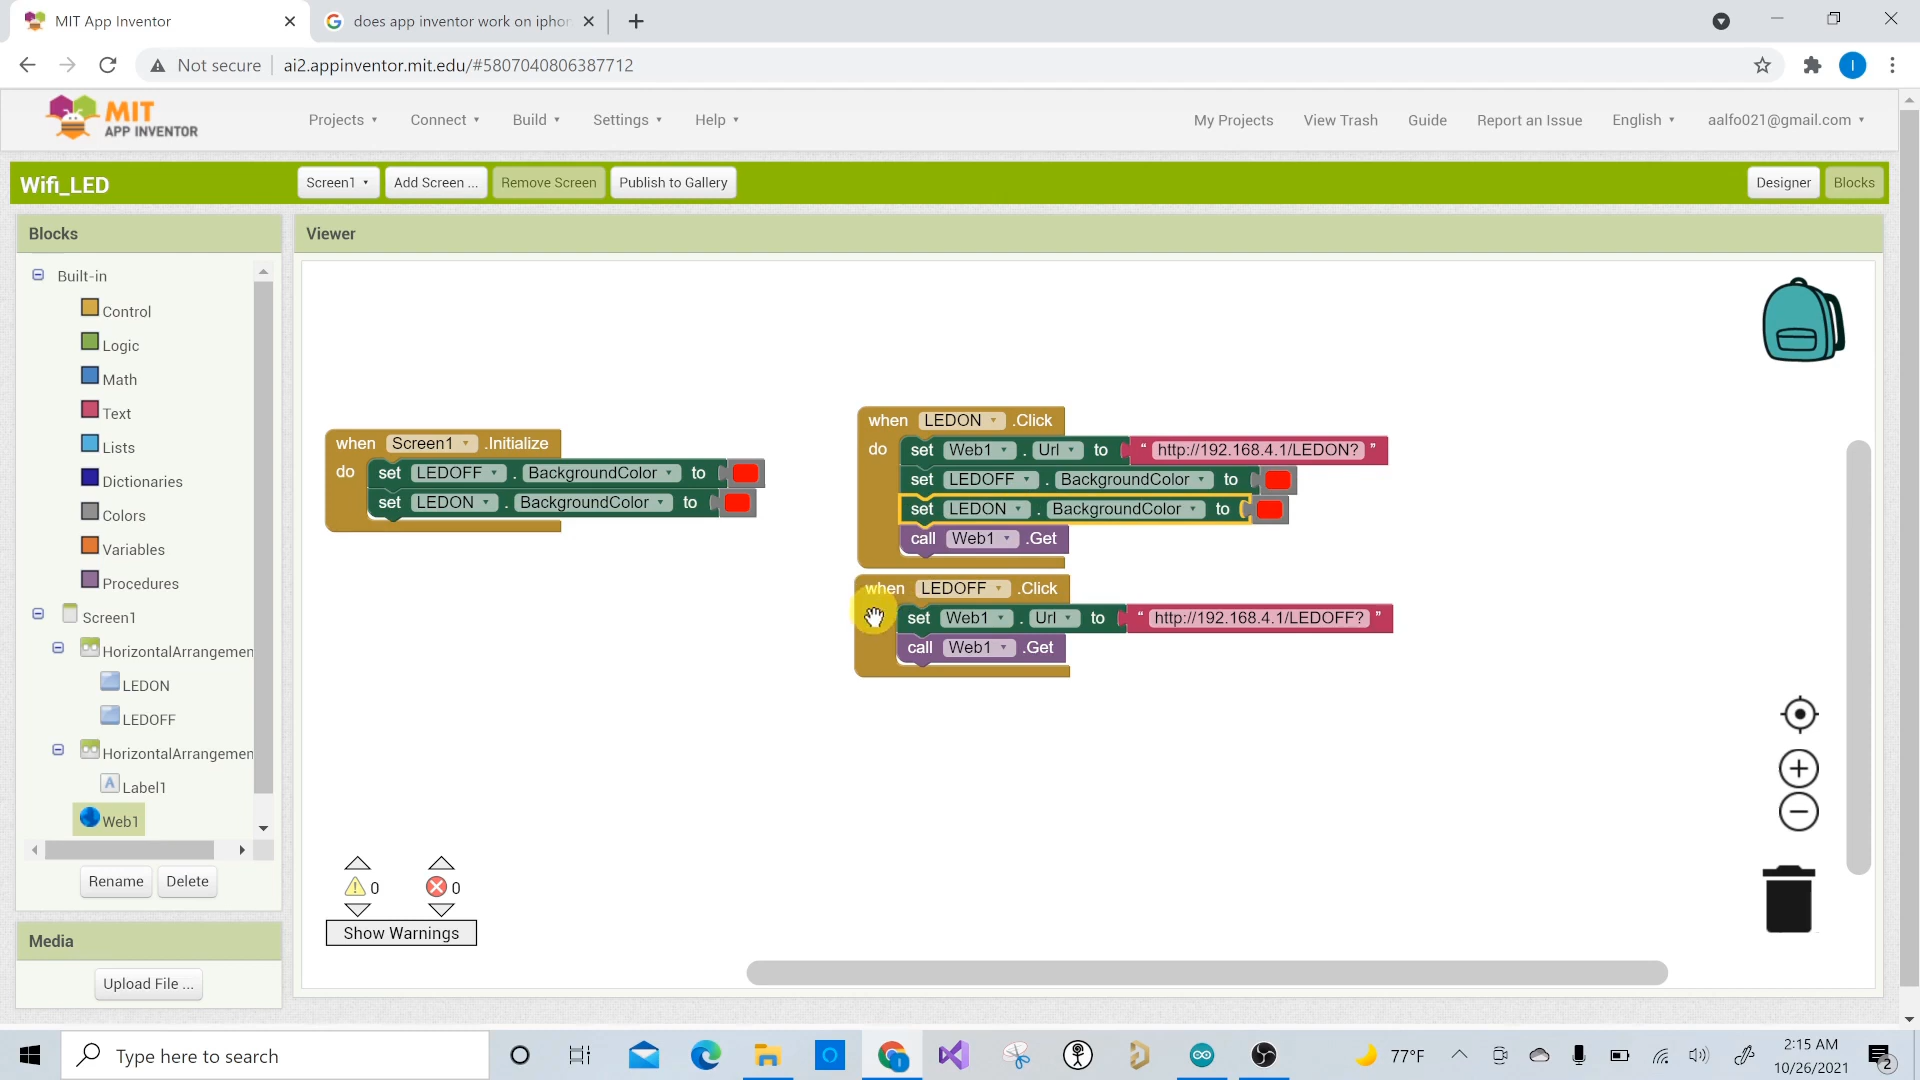 MIT App Inventor
does app inventor work on iphon
Not secure
ai2.appinventor.mit.edu/#5807040806387712
I
MIT
APP INVENTOR
Projects
Connect
Build
Settings
Help
My Projects
View Trash
Guide
Report an Issue
English
aalfo021@gmail.com
Wifi_LED
Screen1
Add Screen ...
Remove Screen
Publish to Gallery
Designer
Blocks
Blocks
Viewer
Built-in
Control
Logic
Math
Text
Lists
Dictionaries
Colors
Variables
Procedures
Screen1
HorizontalArrangemen
LEDON
LEDOFF
HorizontalArrangemen
A Label1
Web1
Rename
Delete
Media
Upload File ...
when Screen1 .Initialize
do set LEDOFF . BackgroundColor to
set LEDON . BackgroundColor to
when LEDON .Click
do set Web1 . Url to " http://192.168.4.1/LEDON? "
set LEDOFF . BackgroundColor to
set LEDON . BackgroundColor to
call Web1 .Get
when LEDOFF .Click
set Web1 . Url to " http://192.168.4.1/LEDOFF? "
call Web1 .Get
0
0
Show Warnings
Type here to search
77°F
2:15 AM
10/26/2021
2